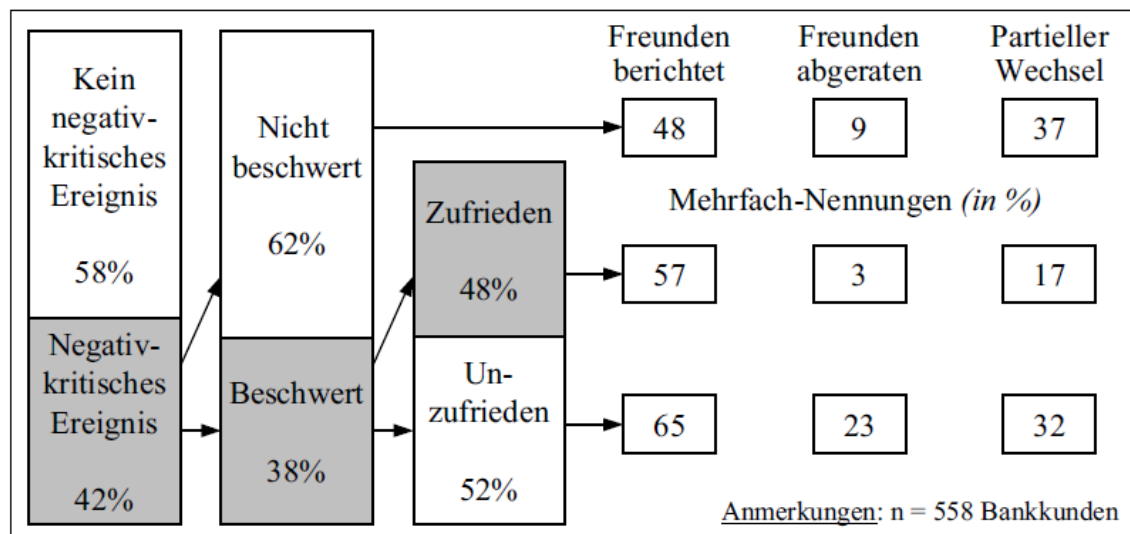 Kein
negativ-
kritisches
Ereignis
58%
Negativ-
kritisches
Ereignis
42%
Nicht
beschwert
62%
Beschwert
38%
Zufrieden
48%
Un-
zufrieden
52%
Freunden
berichtet
Freunden
abgeraten
Partieller
Wechsel
48
9
37
Mehrfach-Nennungen (in %)
57
3
17
65
23
32
Anmerkungen: n = 558 Bankkunden